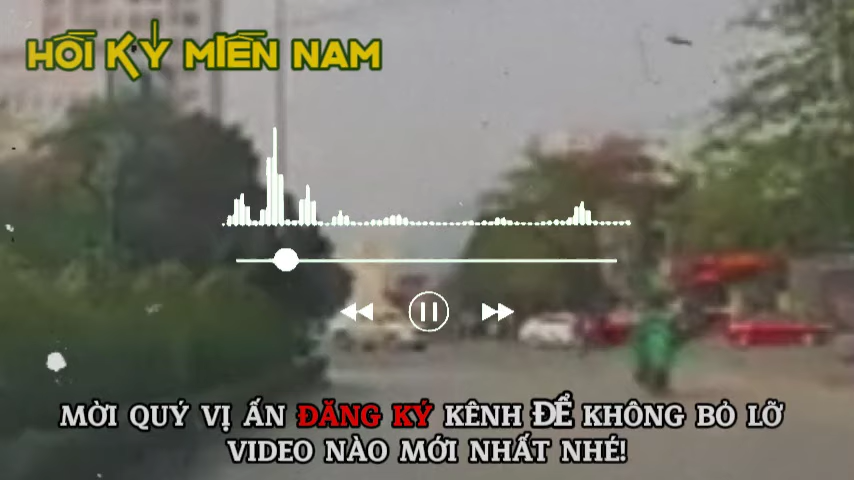 HỒI KÝ MIỀN NAM
MỜI QUÝ VỊ ẤN ĐĂNG KÝ KÊNH ĐỂ KHÔNG BỎ LỠ
VIDEO NÀO MỚI NHẤT NHÉ!